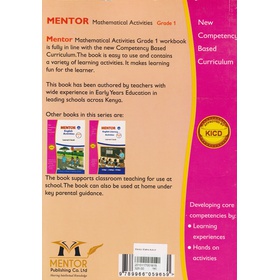 MENTOR Mathematical Activities Grade 1
Mentor Mathematical Activities Grade 1 workbook
is fully in line with the new Competency Based
Curriculum. The book is easy to use and contains a
variety of learning activities. It makes learning
fun for the learner.
This book has been authored by teachers with
wide experience in Early Years Education in
leading schools across Kenya.
Other books in this series are:
MENTOR
MENTOR
The book supports classroom teaching for use at
school.The book can also be used at home under
key parental guidance.
MENTOR
Publishing Co. Ltd
New
Competency
Based
Curriculum
KICD
Developing core
competencies by:
Learning
experiences
Hands on
activities